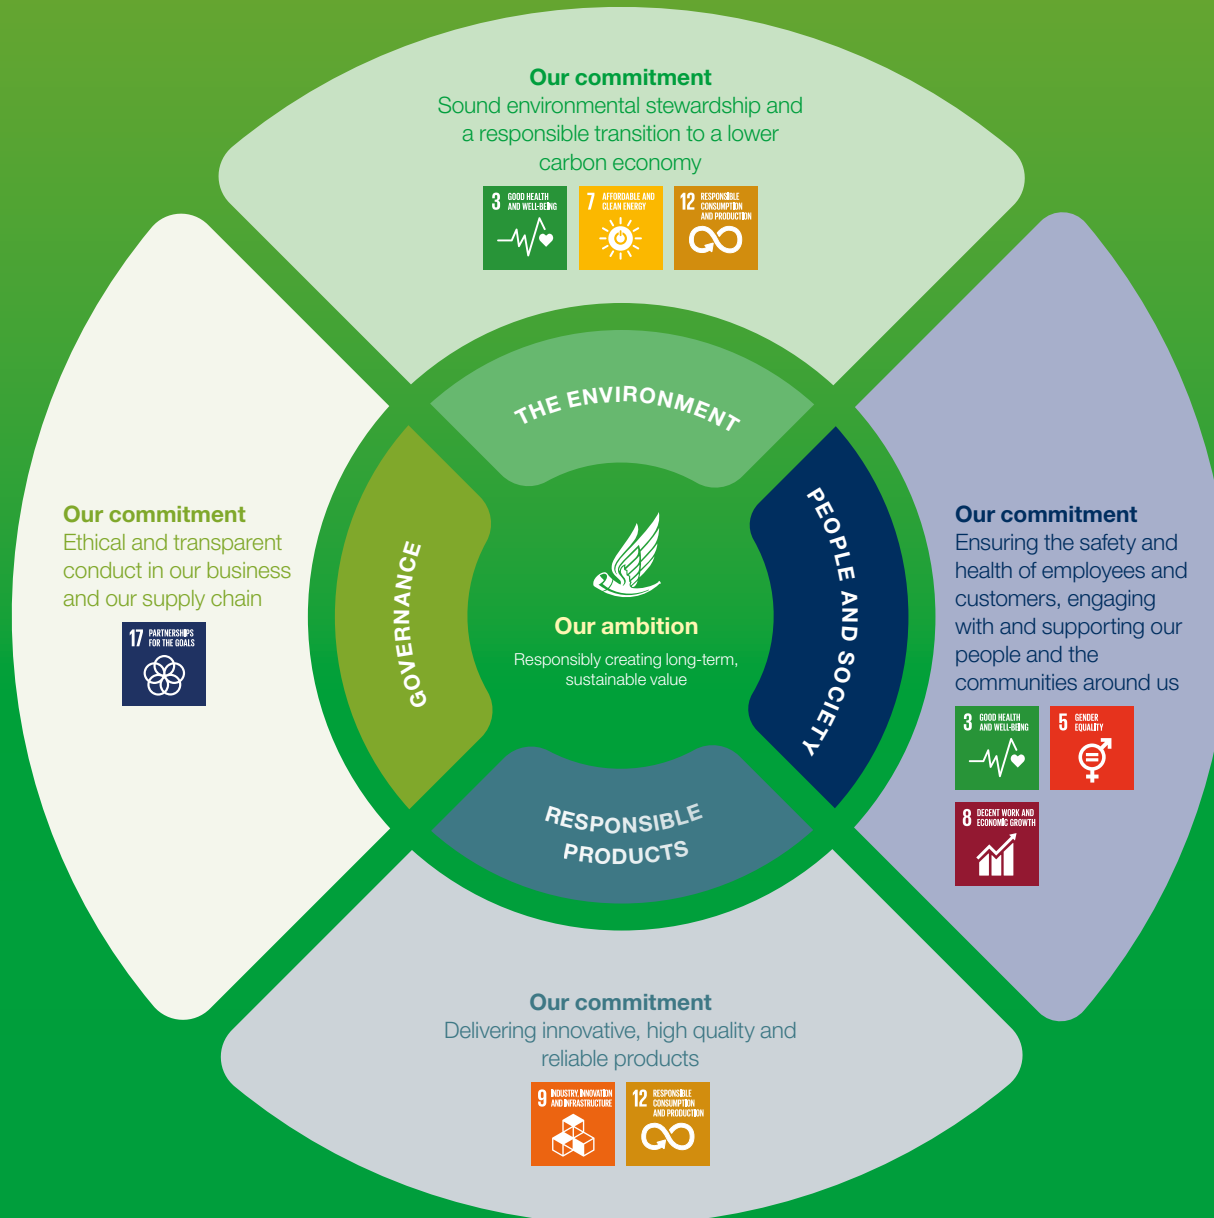 Our commitment
Sound environmental stewardship and
a responsible transition to a lower
carbon economy
3 GOOD HEALTH
AND WELL-BEING
7 AFFORDABLE AND
CLEAN ENERGY
12 RESPONSIBLE
CONSUMPTION
AND PRODUCTION
THE ENVIRONMENT
Our commitment
Ethical and transparent
conduct in our business
and our supply chain
17 PARTNERSHIPS
FOR THE GOALS
GOVERNANCE
Our ambition
Responsibly creating long-term,
sustainable value
PEOPLE AND SOCIETY
Our commitment
Ensuring the safety and
health of employees and
customers, engaging
with and supporting our
people and the
communities around us
3 GOOD HEALTH
AND WELL-BEING
5 GENDER
EQUALITY
8 DECENT WORK AND
ECONOMIC GROWTH
RESPONSIBLE
PRODUCTS
Our commitment
Delivering innovative, high quality and
reliable products
9 INDUSTRY, INNOVATION
AND INFRASTRUCTURE
12 RESPONSIBLE
CONSUMPTION
AND PRODUCTION